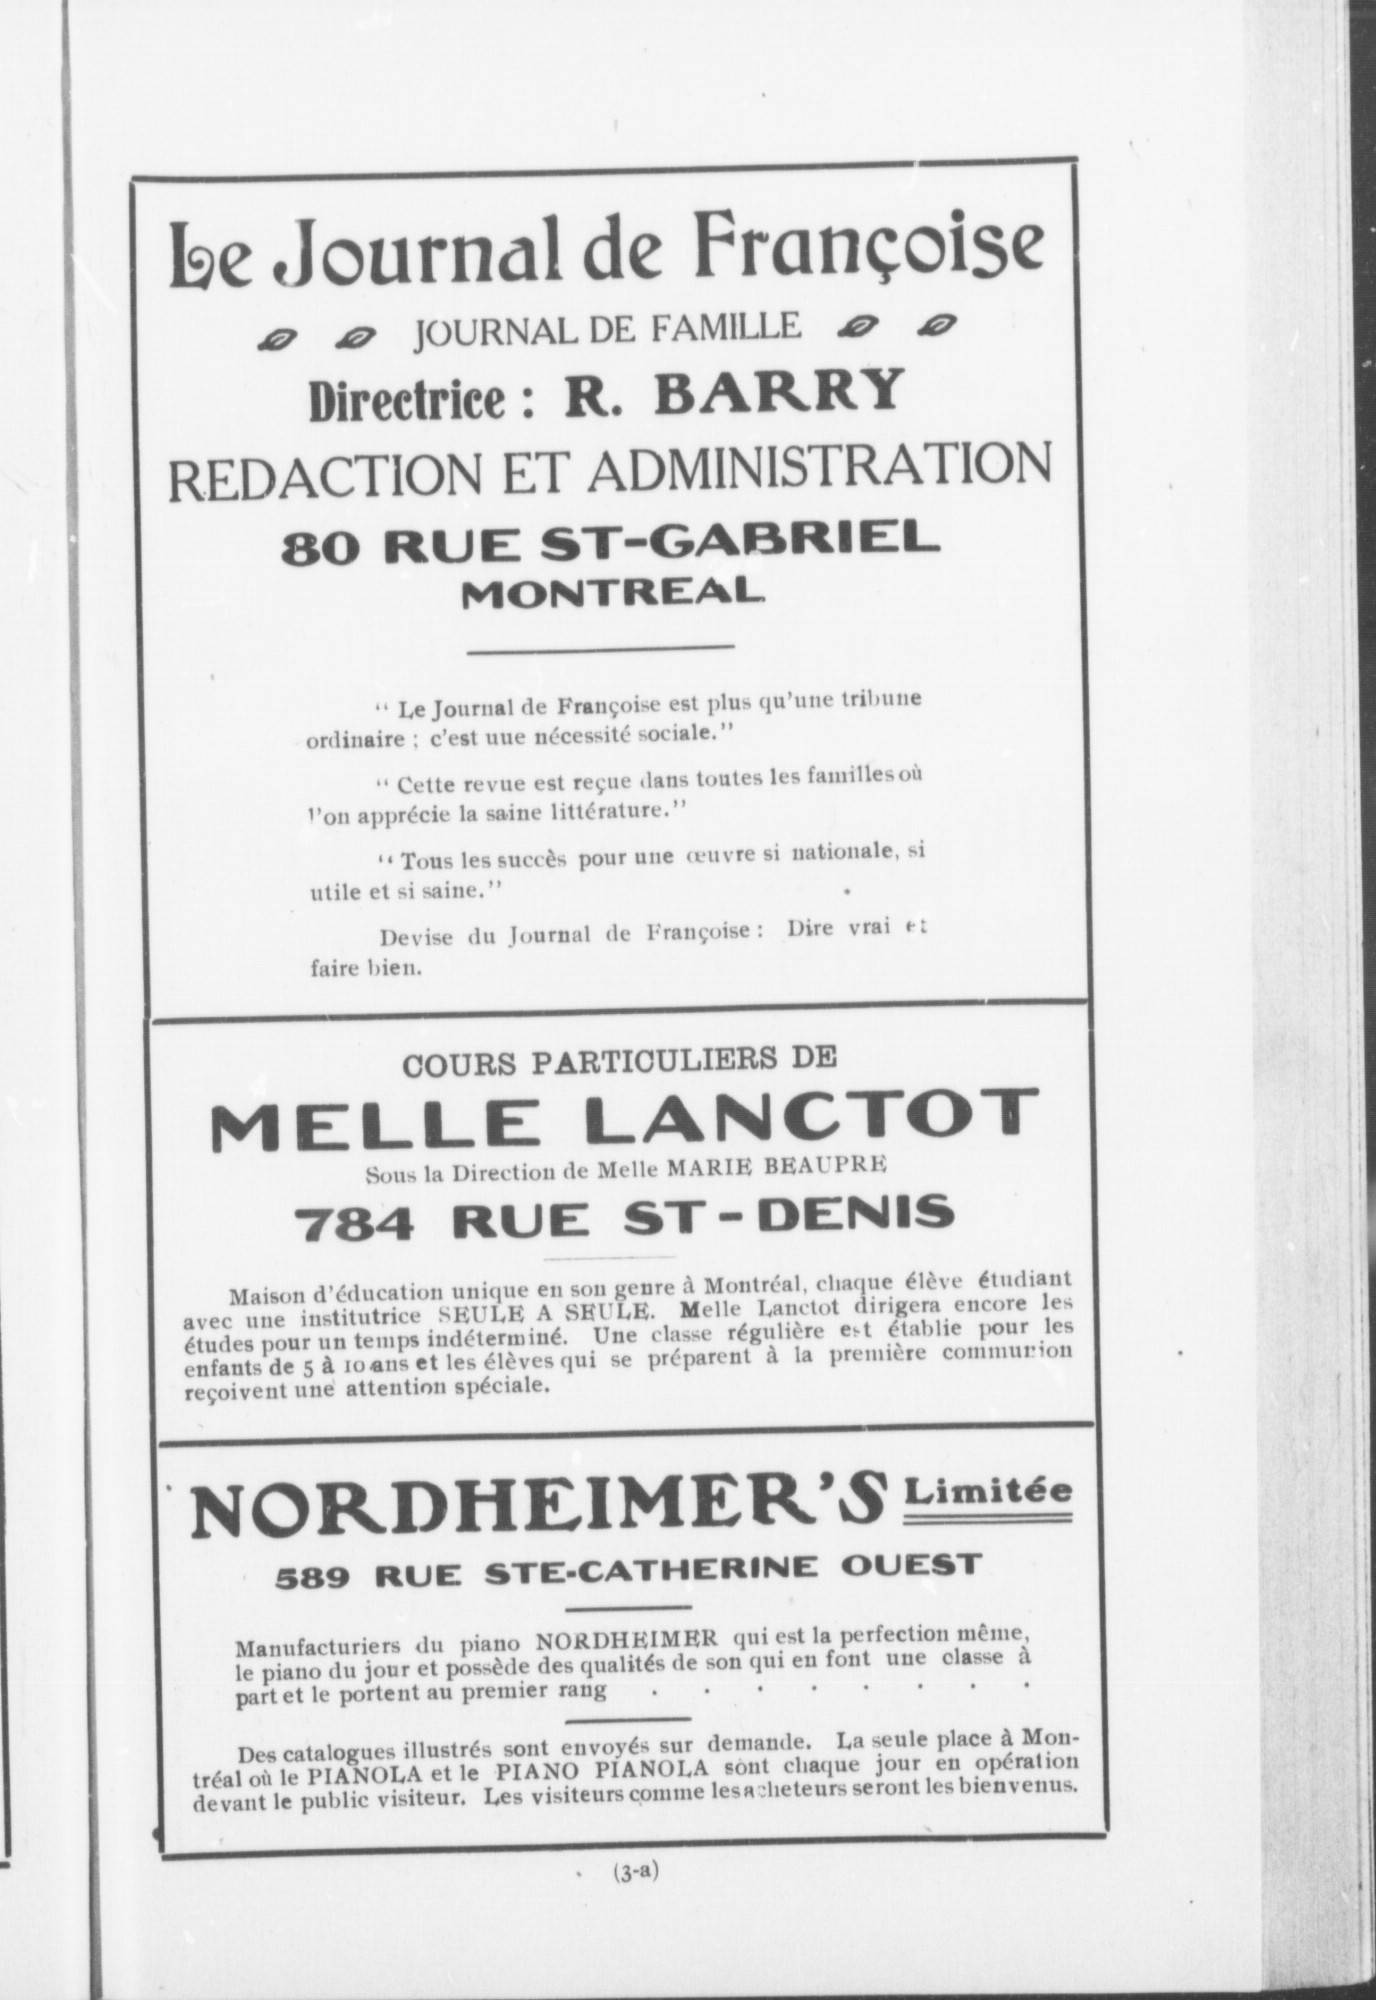 Le Journal de Françoise
JOURNAL DE FAMILLE
Directrice : R. BARRY
REDACTION ET ADMINISTRATION
80 RUE ST-GABRIEL
MONTREAL
“ Le Journal de Françoise est plus qu’une tribune
ordinaire ; c’est uue nécessité sociale.”
“ Cette revue est reçue dans toutes les familles où
l’on apprécie la saine littérature.”
“ Tous les succès pour une œuvre si nationale, si
utile et si saine.”
Devise du Journal de Françoise : Dire vrai et
faire bien.
COURS PARTICULIERS DE
MELLE LANCTOT
Sous la Direction de Melle MARIE BEAUPRE
784 RUE ST-DENIS
Maison d’éducation unique en son genre à Montréal, chaque élève étudiant
avec une institutrice SEULE A SEULE. Melle Lanctot dirigera encore les
études pour un temps indéterminé. Une classe régulière est établie pour les
enfants de 5 à 10 ans et les élèves qui se préparent à la première communion
reçoivent une attention spéciale.
NORDHEIMER’S Limitée
589 RUE STE-CATHERINE OUEST
Manufacturiers du piano NORDHEIMER qui est la perfection même,
le piano du jour et possède des qualités de son qui en font une classe à
part et le portent au premier rang . . . . . . . .
Des catalogues illustrés sont envoyés sur demande. La seule place à Mon-
tréal où le PIANOLA et le PIANO PIANOLA sont chaque jour en opération
devant le public visiteur. Les visiteurs comme les acheteurs seront les bienvenus.
(3-a)